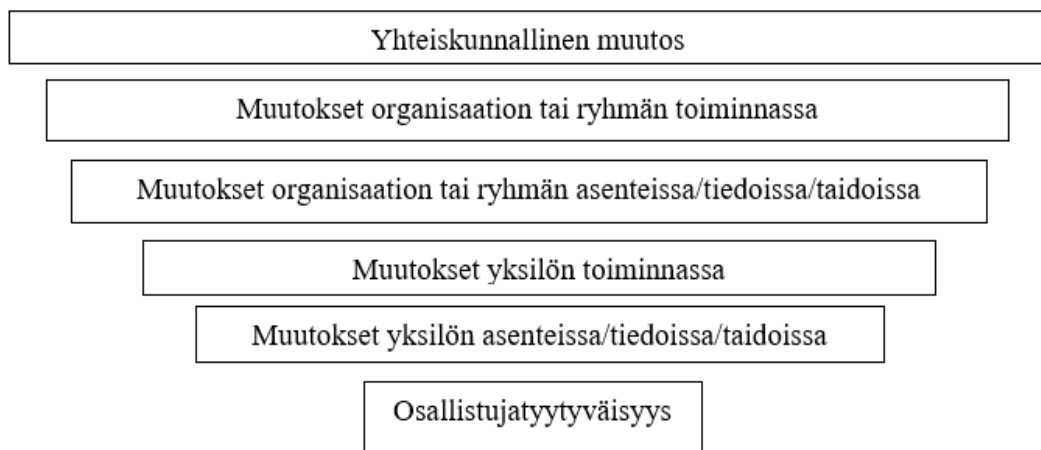 Yhteiskunnallinen muutos
Muutokset organisaation tai ryhmän toiminnassa
Muutokset organisaation tai ryhmän asenteissa/tiedoissa/taidoissa
Muutokset yksilön toiminnassa
Muutokset yksilön asenteissa/tiedoissa/taidoissa
Osallistujatyytyväisyys